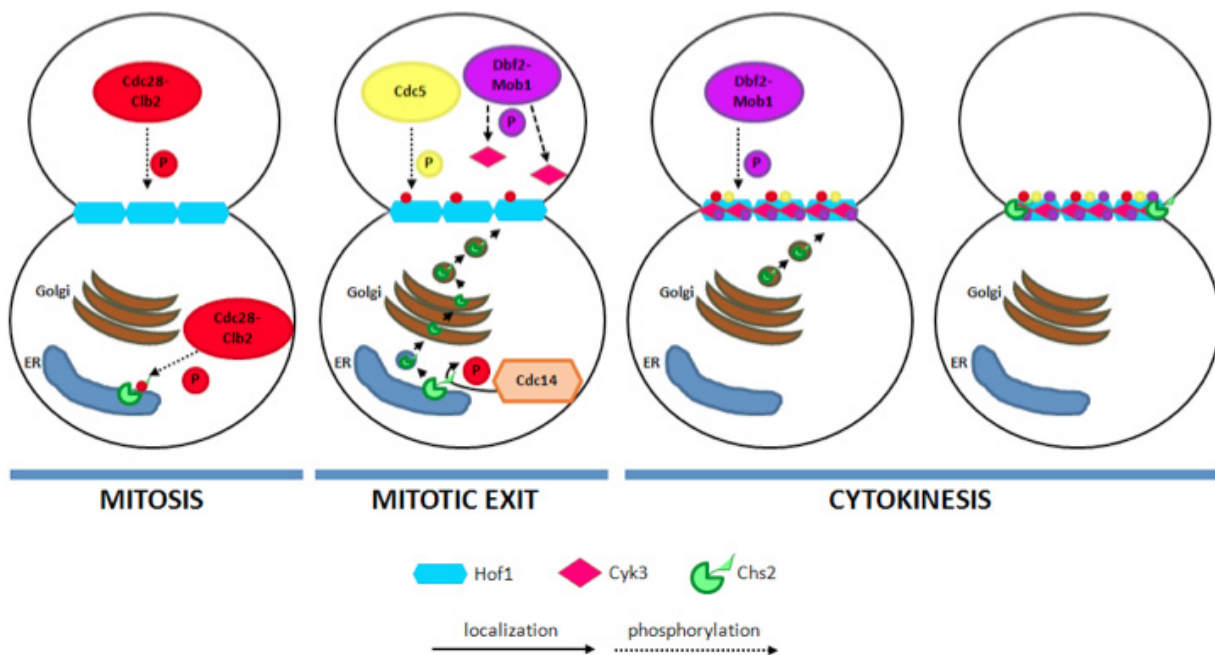 Cdc28-
Clb2
P
Golgi
Cdc28-
Clb2
ER
P
Cdc5
Dbf2-
Mob1
P
P
Golgi
ER
P
Cdc14
Dbf2-
Mob1
P
Golgi
ER
Golgi
ER
MITOSIS
MITOTIC EXIT
CYTOKINESIS
Hof1
Cyk3
Chs2
localization
phosphorylation